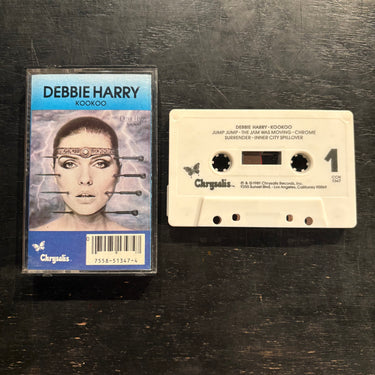 DEBBIE HARRY
KOOKOO
Chrysalis
0
7558-51347-4
DEBBIE HARRY - KOOKOO
JUMP JUMP - THE JAM WAS MOVING - CHROME
SURRENDER - INNER CITY SPILLOVER
1
Chrysalis
℗ & © 1981 Chrysalis Records, Inc.
9255 Sunset Blvd. - Los Angeles, California 90069